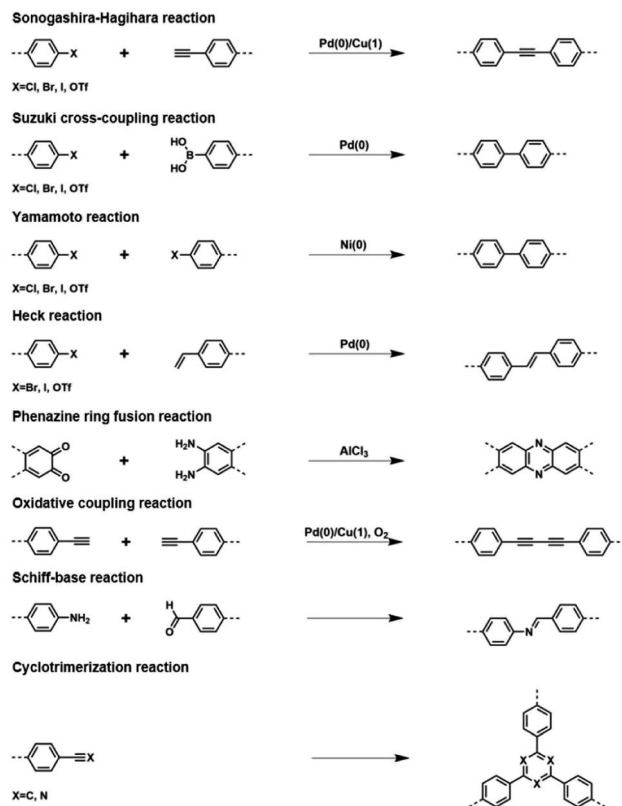 Sonogashira-Hagihara reaction
X + Pd(0)/Cu(1)
X=Cl, Br, I, OTf
Suzuki cross-coupling reaction
X + HO B HO Pd(0)
X=Cl, Br, I, OTf
Yamamoto reaction
X + X Ni(0)
X=Cl, Br, I, OTf
Heck reaction
X + Pd(0)
X=Br, I, OTf
Phenazine ring fusion reaction
O O + H₂N H₂N AlCl₃ N N
Oxidative coupling reaction
+ Pd(0)/Cu(1), O₂
Schiff-base reaction
NH₂ + H O N
Cyclotrimerization reaction
X X X X
X=C, N